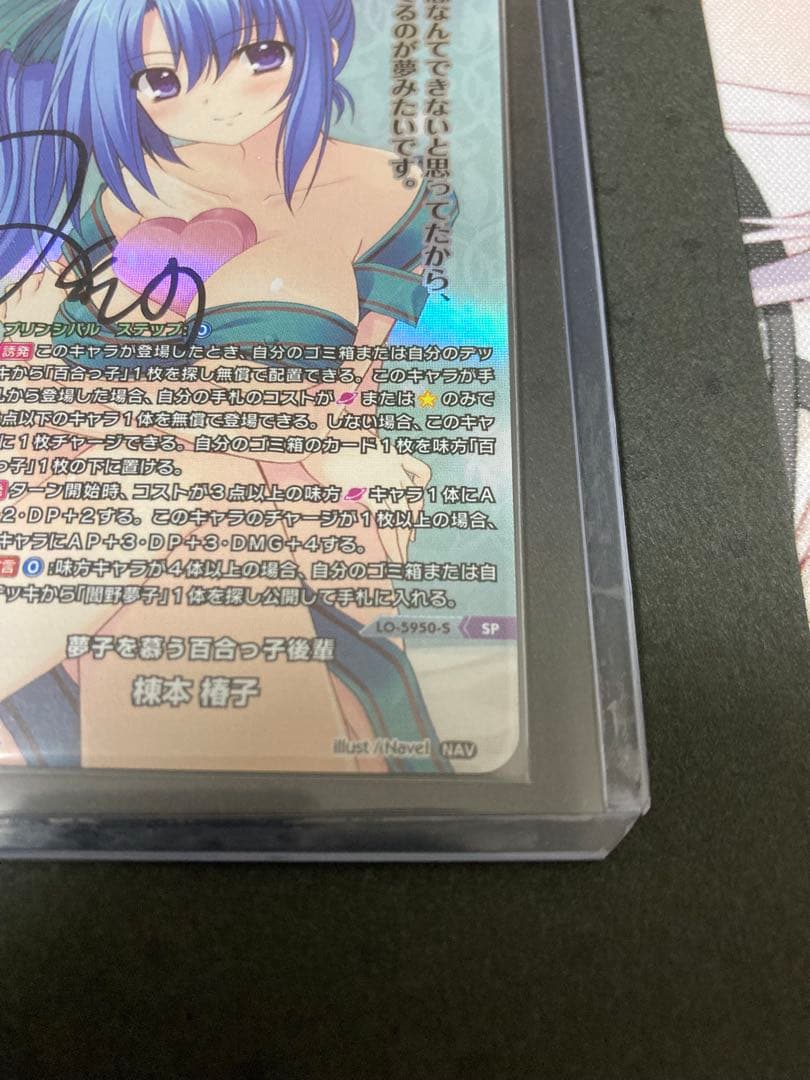 なんてできないと思ってたから、
るのが夢みたいです。
プリンシパル ステップ:0
誘発 このキャラが登場したとき、自分のゴミ箱または自分のデッ
キから「百合っ子」1枚を探し無償で配置できる。このキャラが手
から登場した場合、自分の手札のコストが または のみで
点以下のキャラ1体を無償で登場できる。しない場合、このキャ
に1枚チャージできる。自分のゴミ箱のカード1枚を味方「百
っ子」1枚の下に置ける。
ターン開始時、コストが3点以上の味方 キャラ1体にA
2・DP+2する。このキャラのチャージが1枚以上の場合、
キャラにAP+3・DP+3・DMG+4する。
言 0:味方キャラが4体以上の場合、自分のゴミ箱または自
デッキから「閻野夢子」1体を探し公開して手札に入れる。
LO-5950-S SP
夢子を慕う百合っ子後輩
棟本 椿子
illust / Navel NAV